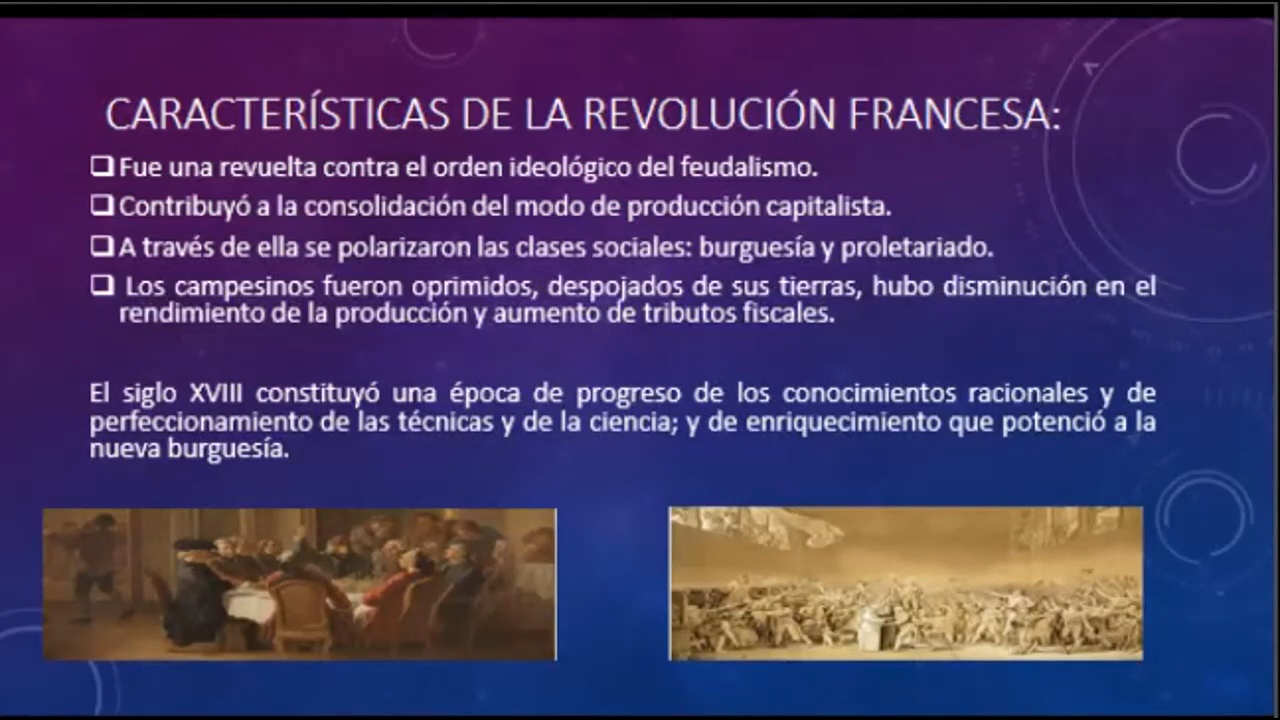 CARACTERÍSTICAS DE LA REVOLUCIÓN FRANCESA:
Fue una revuelta contra el orden ideológico del feudalismo.
Contribuyó a la consolidación del modo de producción capitalista.
A través de ella se polarizaron las clases sociales: burguesía y proletariado.
Los campesinos fueron oprimidos, despojados de sus tierras, hubo disminución en el
rendimiento de la producción y aumento de tributos fiscales.
El siglo XVIII constituyó una época de progreso de los conocimientos racionales y de
perfeccionamiento de las técnicas y de la ciencia; y de enriquecimiento que potenció a la
nueva burguesía.